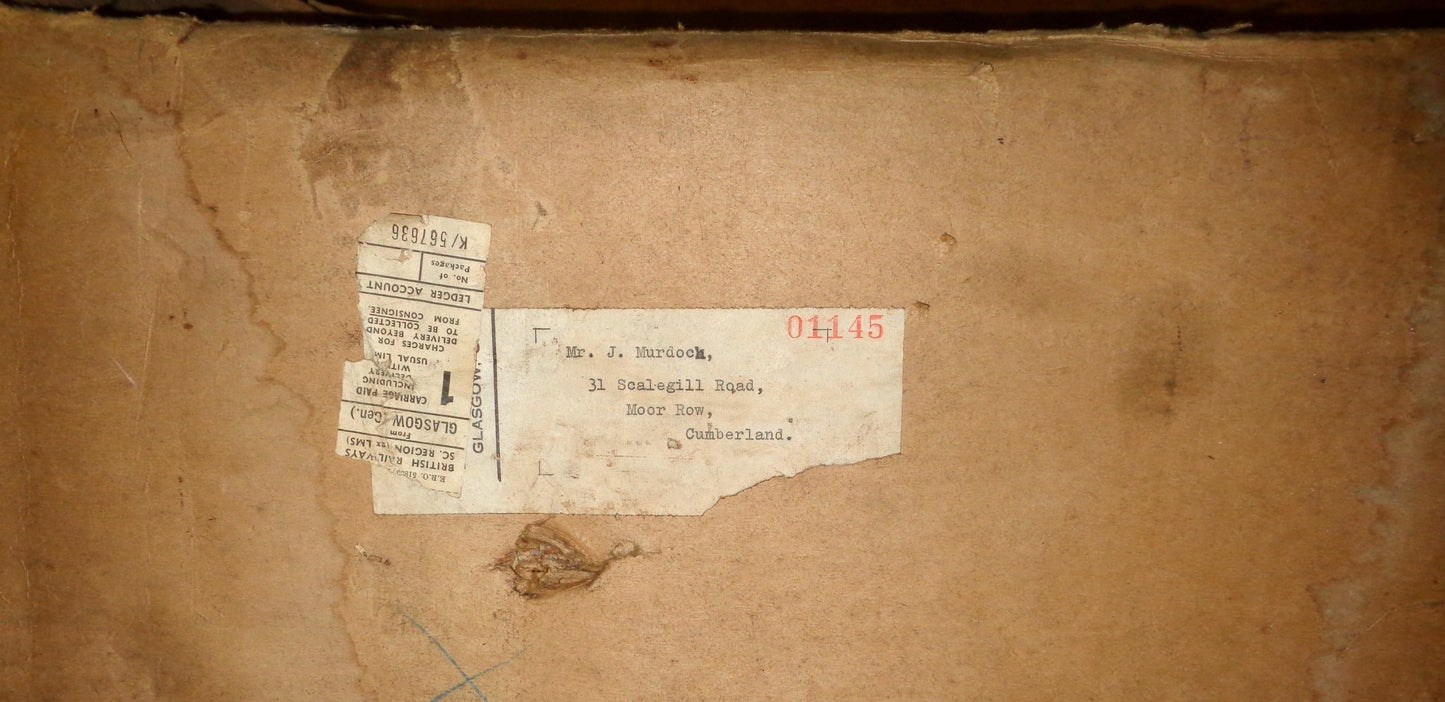 01145
Mr. J. Murdock,
31 Scalegill Road,
Moor Row,
Cumberland.
GLASGOW,
E.R.O.
BRITISH RAILWAYS
SC. REGION (ex LMS)
From
GLASGOW (Gen.)
1
CARRIAGE PAID
INCLUDING
DELIVERY
WITH
USUAL LIM
CHARGES FOR
DELIVERY BEYOND
TO BE COLLECTED
FROM CONSIGNEE
LEDGER ACCOUNT
No. of
Packages
K/567636